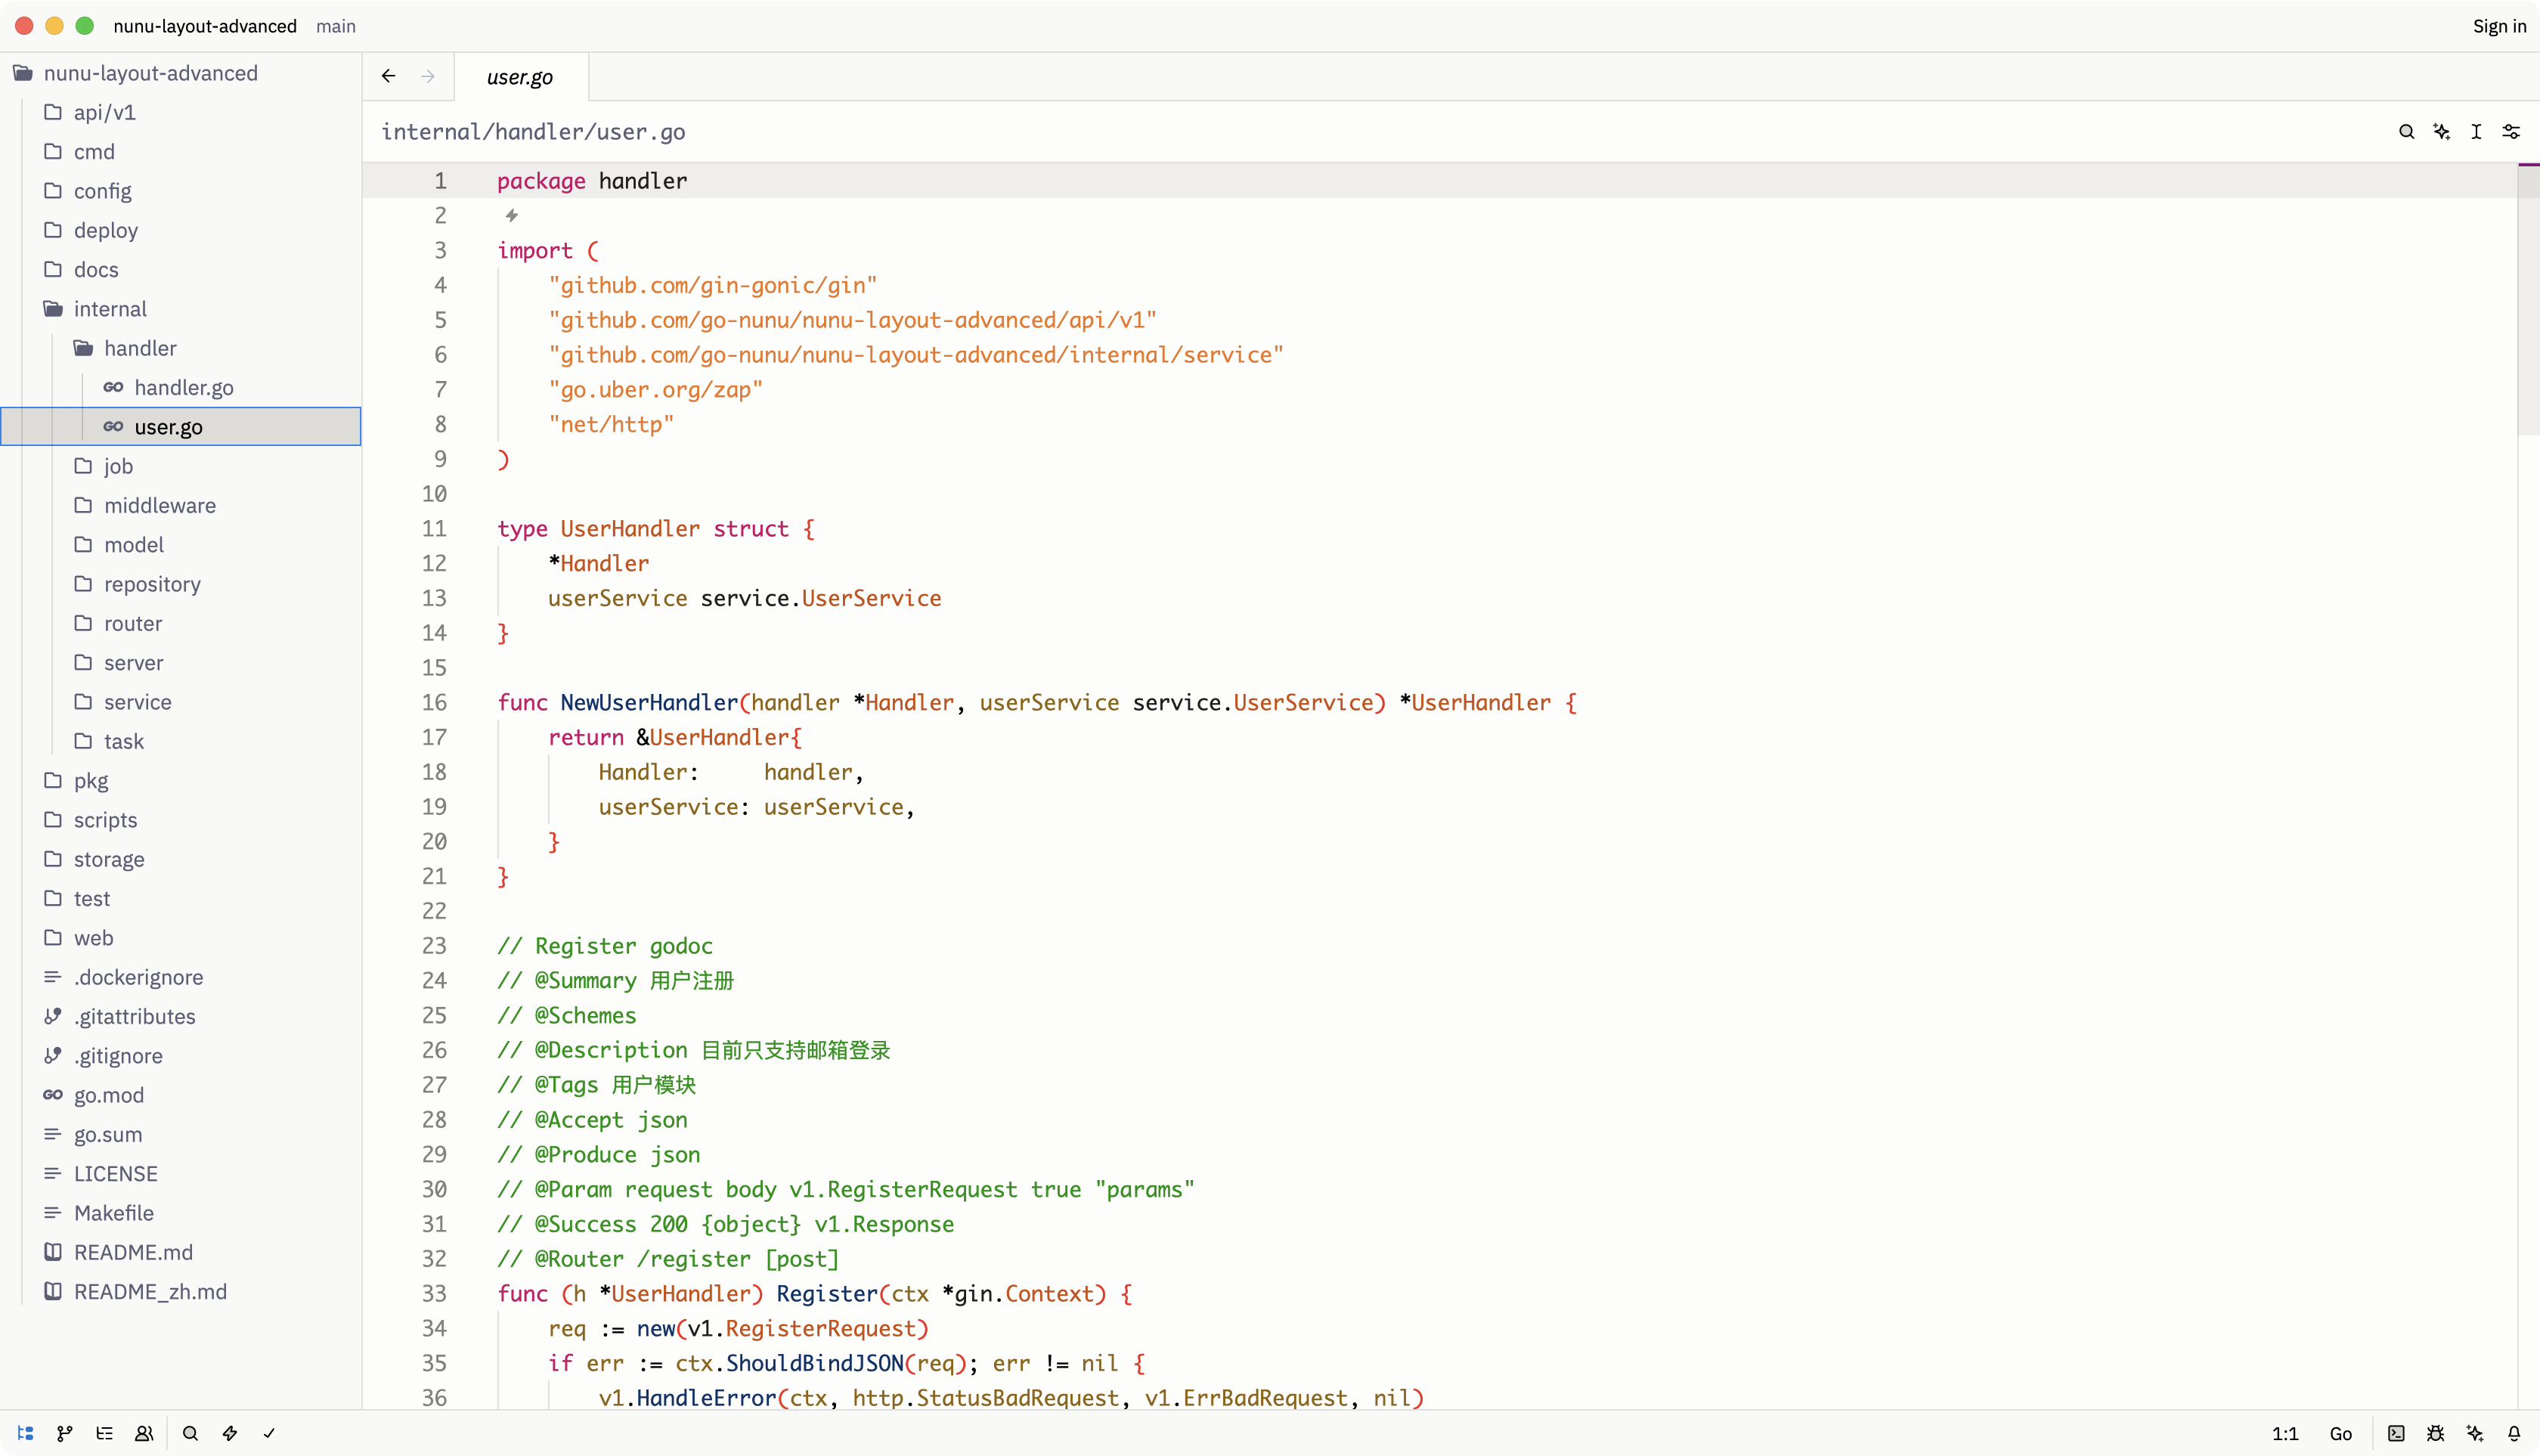 nunu-layout-advanced main
Sign in
nunu-layout-advanced
api/v1
cmd
config
deploy
docs
internal
handler
handler.go
user.go
job
middleware
model
repository
router
server
service
task
pkg
scripts
storage
test
web
.dockerignore
.gitattributes
.gitignore
go.mod
go.sum
LICENSE
Makefile
README.md
README_zh.md
user.go
internal/handler/user.go
1 package handler
2
3 import (
4 "github.com/gin-gonic/gin"
5 "github.com/go-nunu/nunu-layout-advanced/api/v1"
6 "github.com/go-nunu/nunu-layout-advanced/internal/service"
7 "go.uber.org/zap"
8 "net/http"
9 )
10
11 type UserHandler struct {
12 *Handler
13 userService service.UserService
14 }
15
16 func NewUserHandler(handler *Handler, userService service.UserService) *UserHandler {
17 return &UserHandler{
18 Handler: handler,
19 userService: userService,
20 }
21 }
22
23 // Register godoc
24 // @Summary 用户注册
25 // @Schemes
26 // @Description 目前只支持邮箱登录
27 // @Tags 用户模块
28 // @Accept json
29 // @Produce json
30 // @Param request body v1.RegisterRequest true "params"
31 // @Success 200 {object} v1.Response
32 // @Router /register [post]
33 func (h *UserHandler) Register(ctx *gin.Context) {
34 req := new(v1.RegisterRequest)
35 if err := ctx.ShouldBindJSON(req); err != nil {
36 v1.HandleError(ctx, http.StatusBadRequest, v1.ErrBadRequest, nil)
1:1 Go